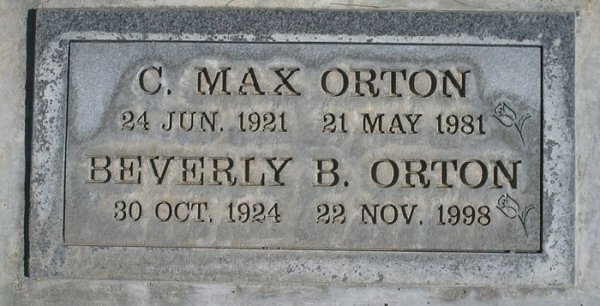 C. MAX ORTON
24 JUN. 1921 21 MAY 1981
BEVERLY B. ORTON
30 OCT. 1924 22 NOV. 1998